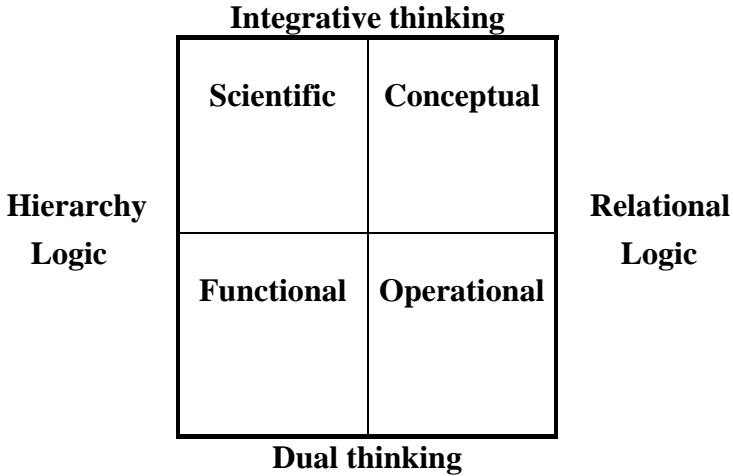 Integrative thinking
Scientific
Conceptual
Hierarchy
Logic
Relational
Logic
Functional
Operational
Dual thinking